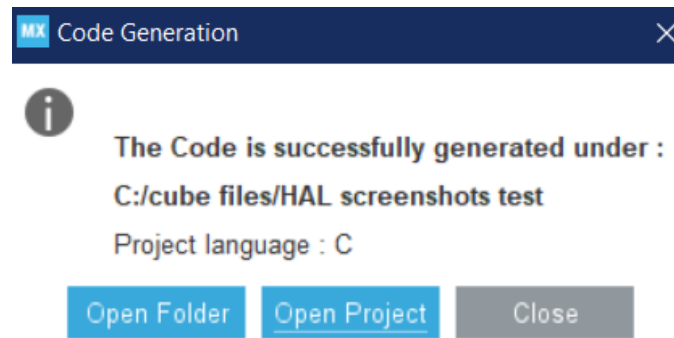 MX Code Generation
The Code is successfully generated under :
C:/cube files/HAL screenshots test
Project language : C
Open Folder Open Project Close